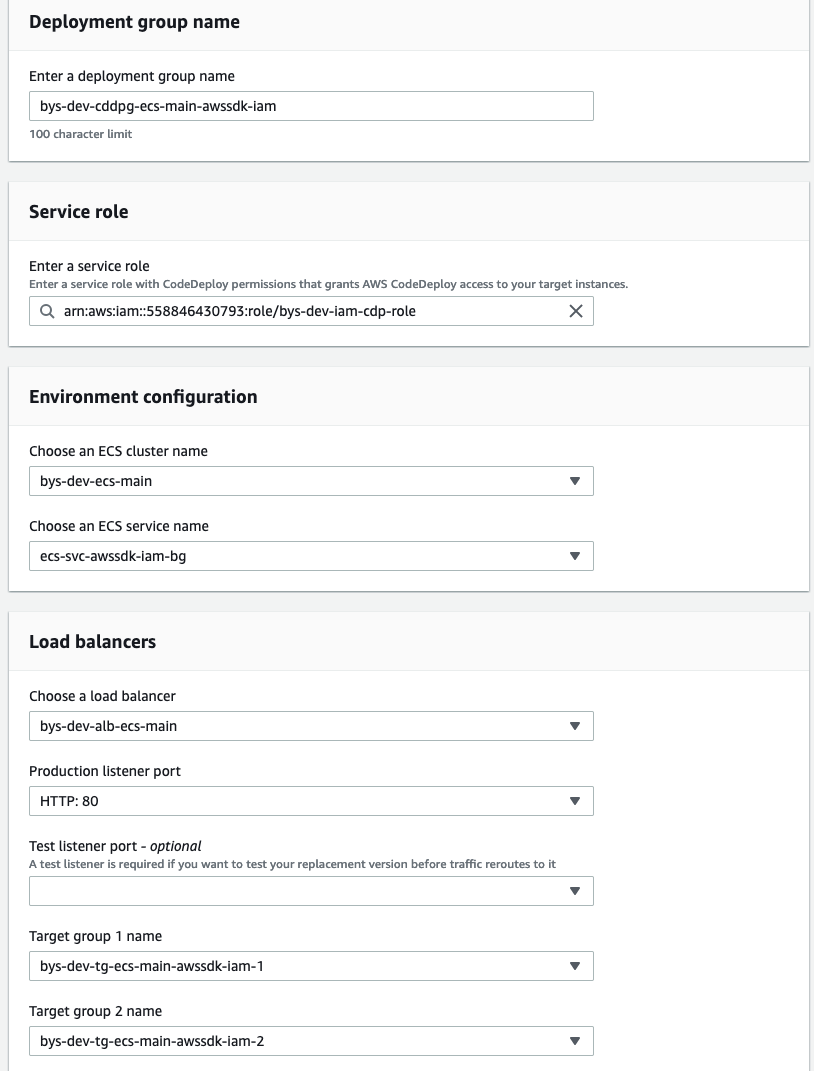 Deployment group name
Enter a deployment group name
bys-dev-cddpg-ecs-main-awssdk-iam
100 character limit
Service role
Enter a service role
Enter a service role with CodeDeploy permissions that grants AWS CodeDeploy access to your target instances.
arn:aws:iam::558846430793:role/bys-dev-iam-cdp-role
Environment configuration
Choose an ECS cluster name
bys-dev-ecs-main
Choose an ECS service name
ecs-svc-awssdk-iam-bg
Load balancers
Choose a load balancer
bys-dev-alb-ecs-main
Production listener port
HTTP: 80
Test listener port - optional
A test listener is required if you want to test your replacement version before traffic reroutes to it
Target group 1 name
bys-dev-tg-ecs-main-awssdk-iam-1
Target group 2 name
bys-dev-tg-ecs-main-awssdk-iam-2